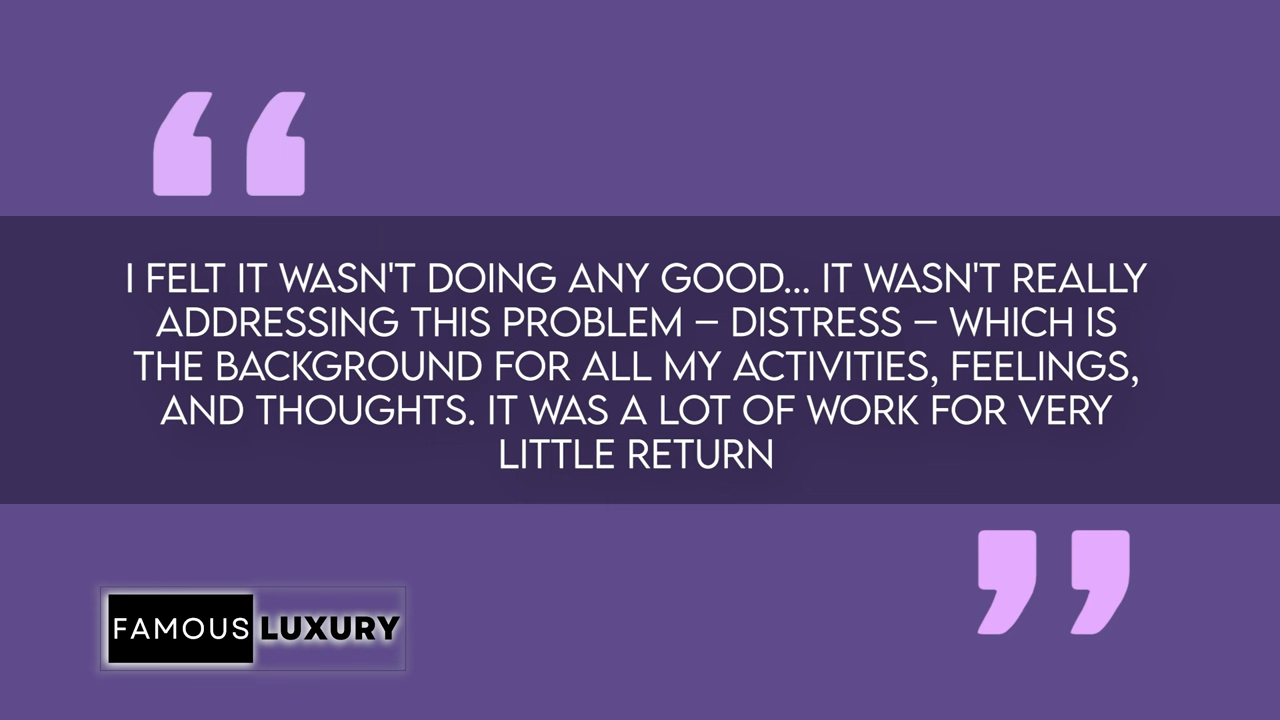 “
I FELT IT WASN'T DOING ANY GOOD... IT WASN'T REALLY
ADDRESSING THIS PROBLEM – DISTRESS – WHICH IS
THE BACKGROUND FOR ALL MY ACTIVITIES, FEELINGS,
AND THOUGHTS. IT WAS A LOT OF WORK FOR VERY
LITTLE RETURN
”
FAMOUS LUXURY